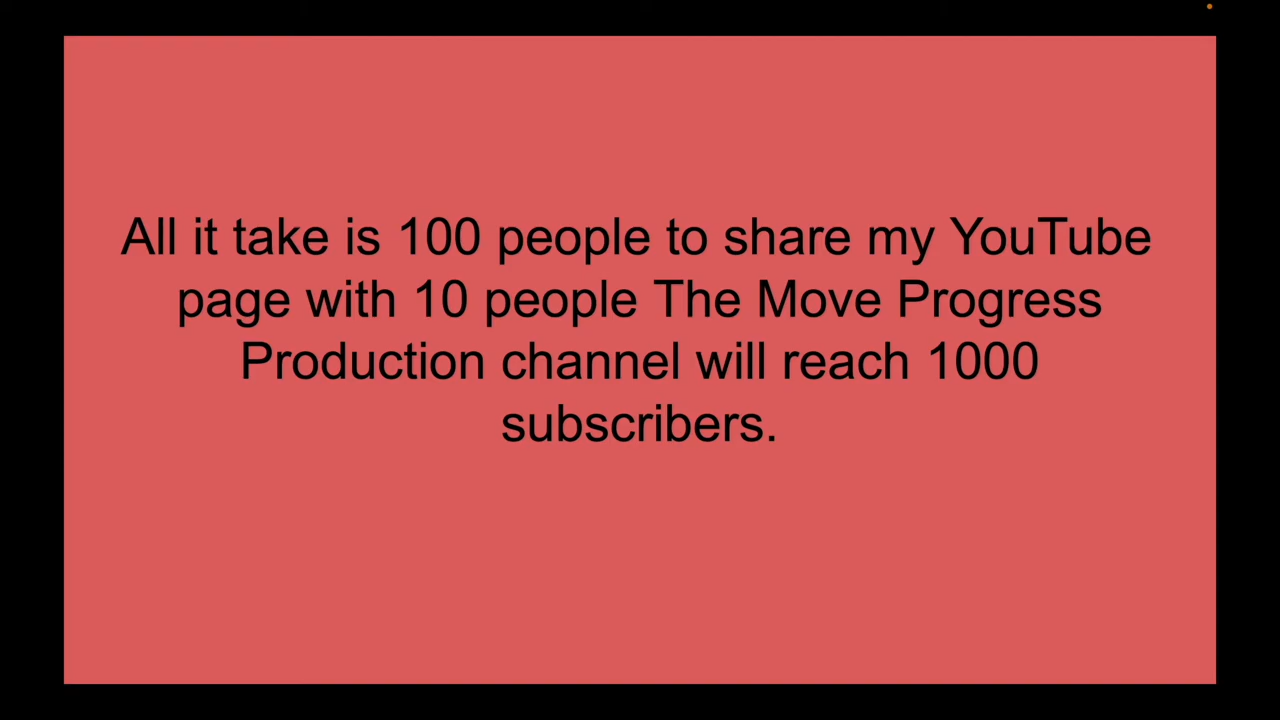 All it take is 100 people to share my YouTube
page with 10 people The Move Progress
Production channel will reach 1000
subscribers.